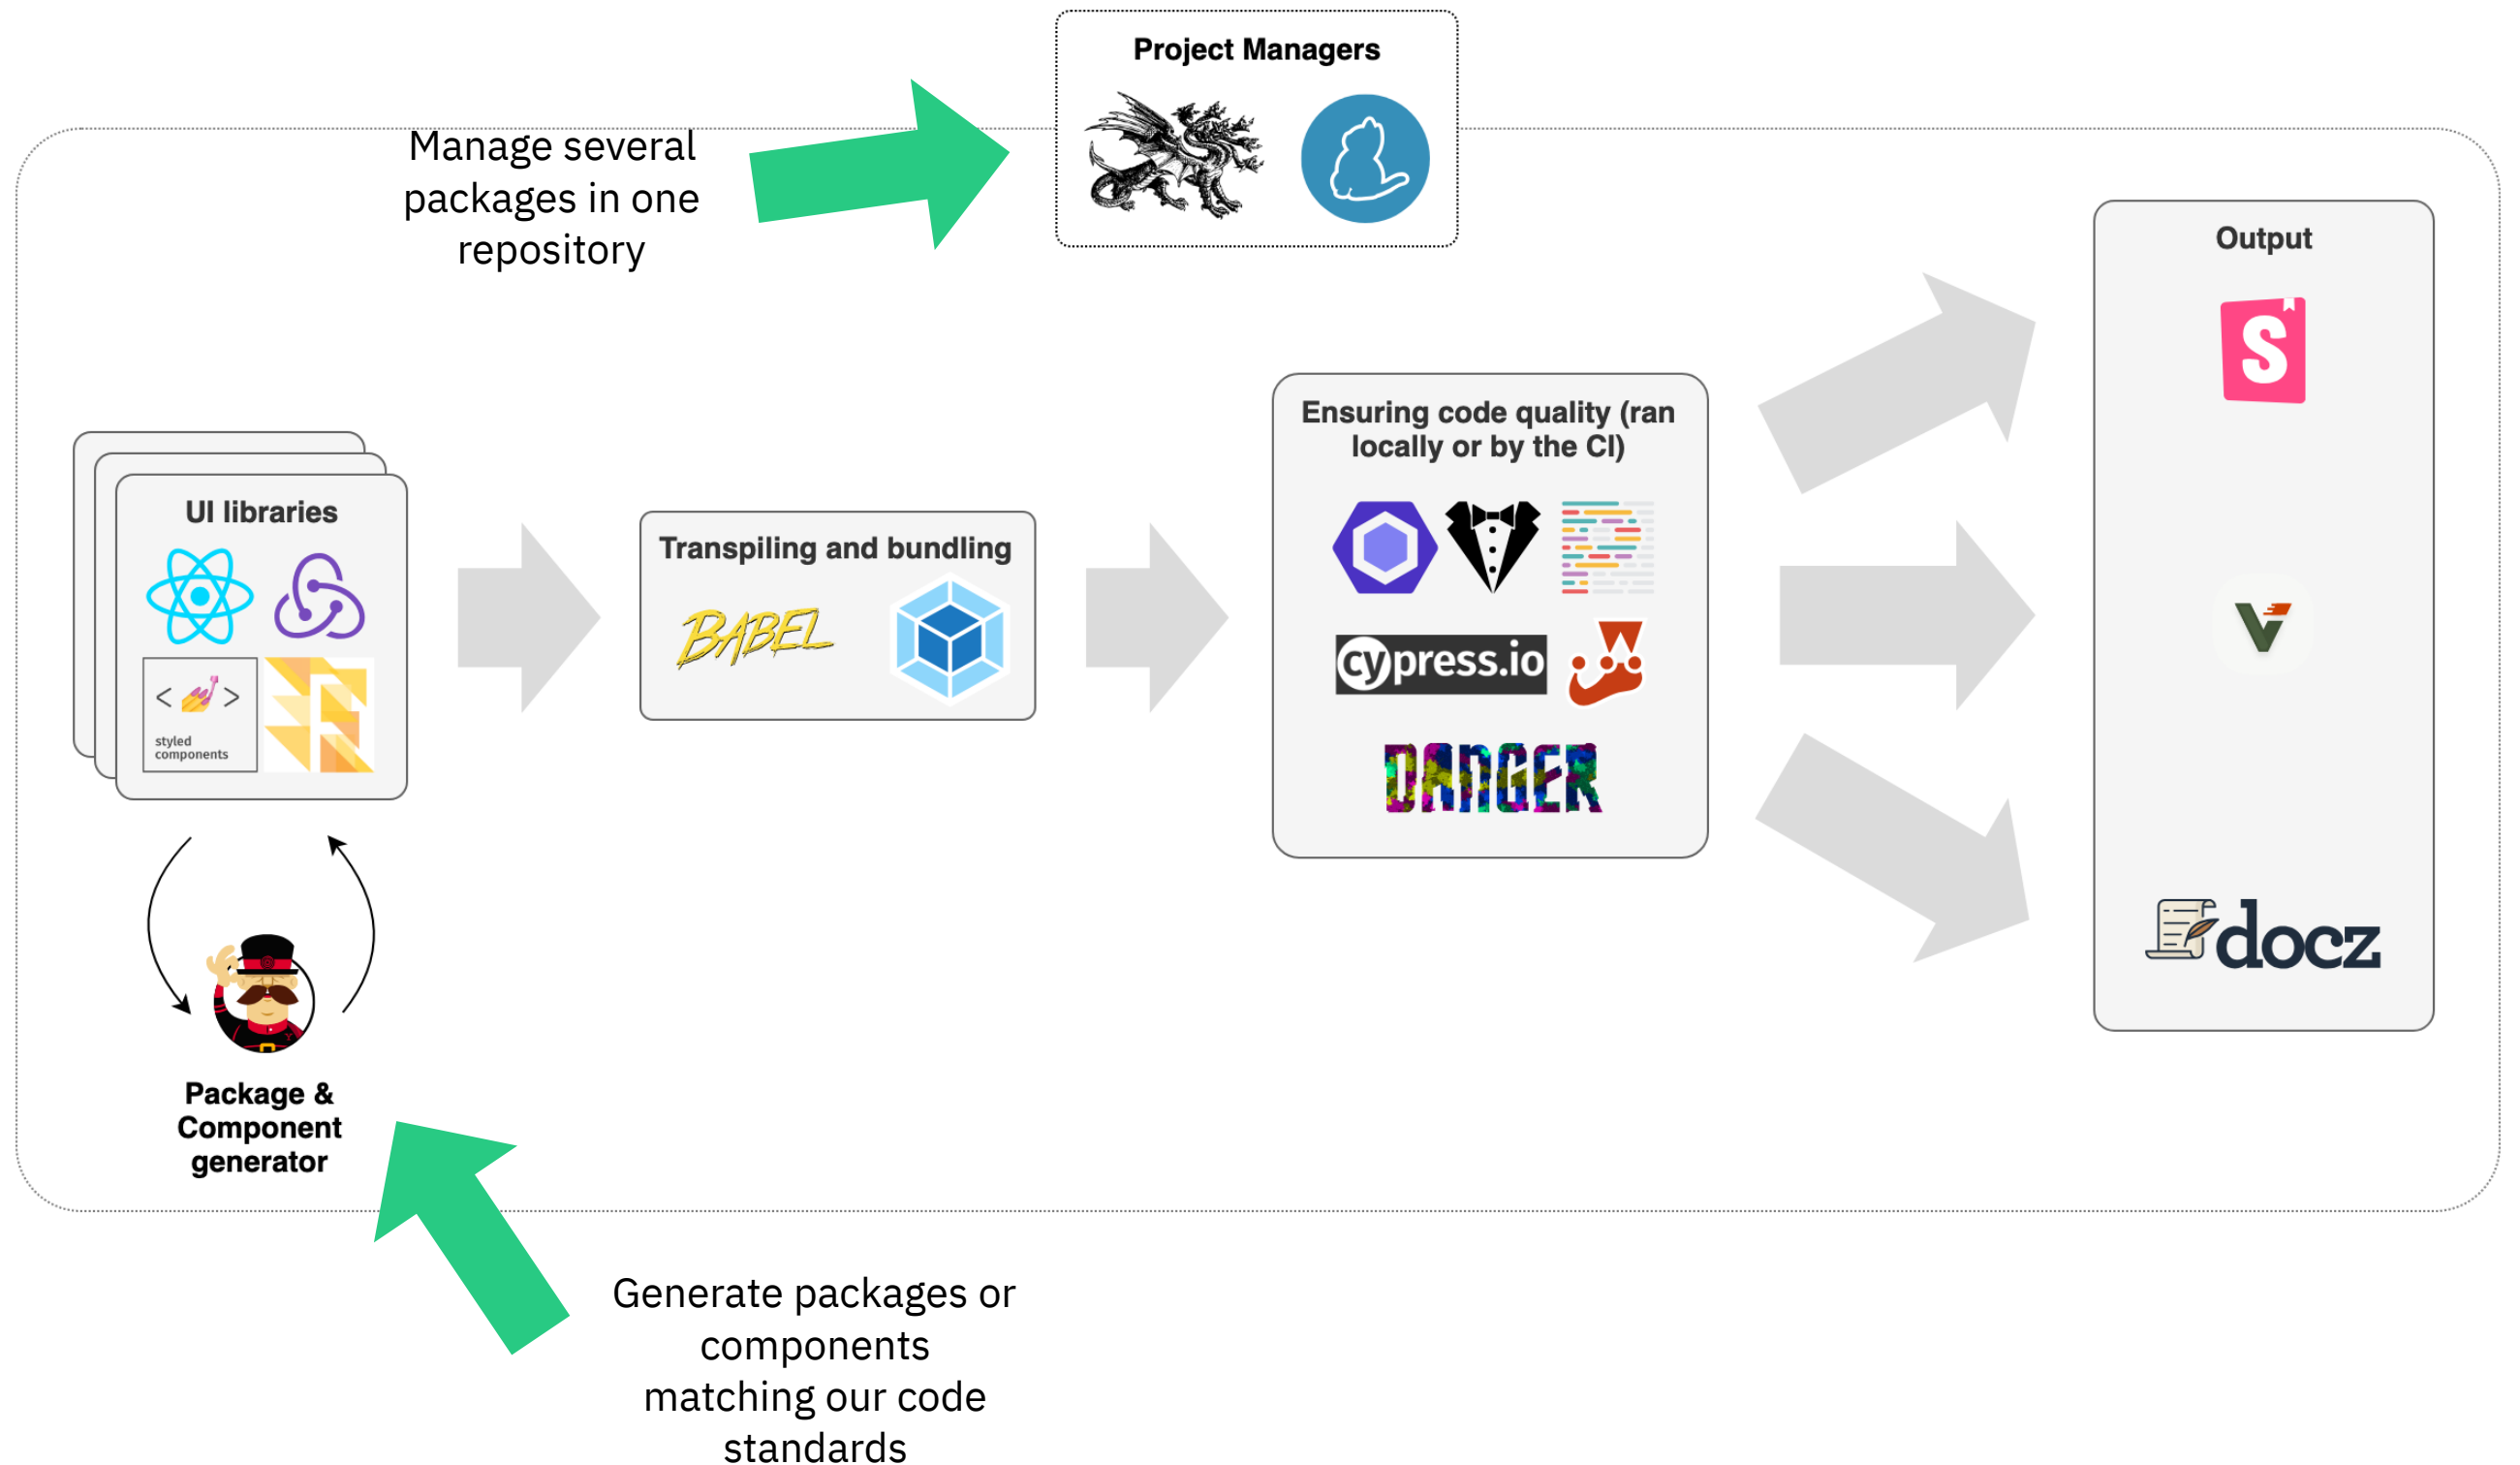 Project Managers
Manage several
packages in one
repository
Output
S
Ensuring code quality (ran
locally or by the CI)
UI libraries
Transpiling and bundling
BABEL
cypress.io
< >
styled
components
V
DANGER
docz
Package &
Component
generator
Generate packages or
components
matching our code
standards